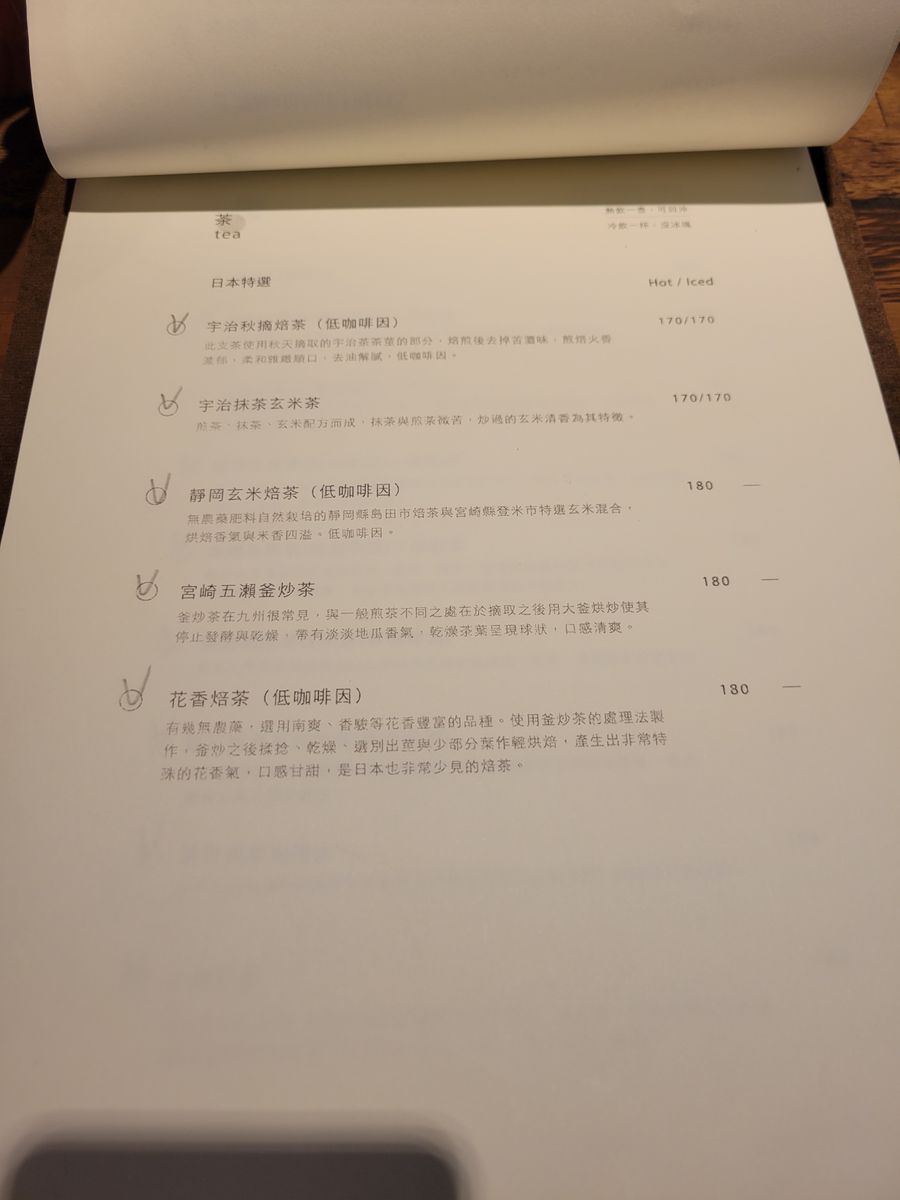 茶
tea
熱飲一壺，可回沖
冷飲一杯，沒冰塊
日本特選
Hot / Iced
宇治秋摘焙茶（低咖啡因）
170/170
此支茶使用秋天摘取的宇治茶茶莖的部分，焙煎後去掉苦澀味，煎焙火香
濃郁，柔和雅緻順口，去油解膩，低咖啡因。
宇治抹茶玄米茶
170/170
煎茶、抹茶、玄米配方而成，抹茶與煎茶微苦，炒過的玄米清香為其特徵。
靜岡玄米焙茶（低咖啡因）
180 —
無農藥肥料自然栽培的靜岡縣島田市焙茶與宮崎縣登米市特選玄米混合，
烘焙香氣與米香四溢。低咖啡因。
宮崎五瀨釜炒茶
180 —
釜炒茶在九州很常見，與一般煎茶不同之處在於摘取之後用大釜烘炒使其
停止發酵與乾燥，帶有淡淡地瓜香氣，乾燥茶葉呈現球狀，口感清爽。
花香焙茶（低咖啡因）
180 —
有幾無農藥，選用南爽、香駿等花香豐富的品種。使用釜炒茶的處理法製
作，釜炒之後揉捻、乾燥、選別出莖與少部分葉作輕烘焙，產生出非常特
殊的花香氣，口感甘甜，是日本也非常少見的焙茶。